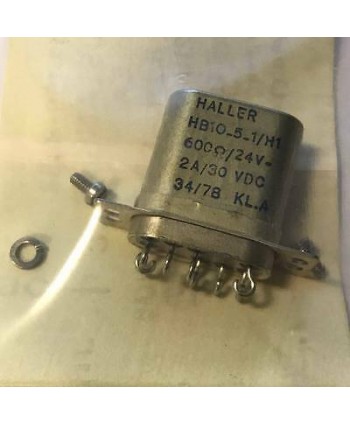 HALLER
HB10-5-1/H1
600Ω/24V-
2A/30 VDC
34/78 KL.A